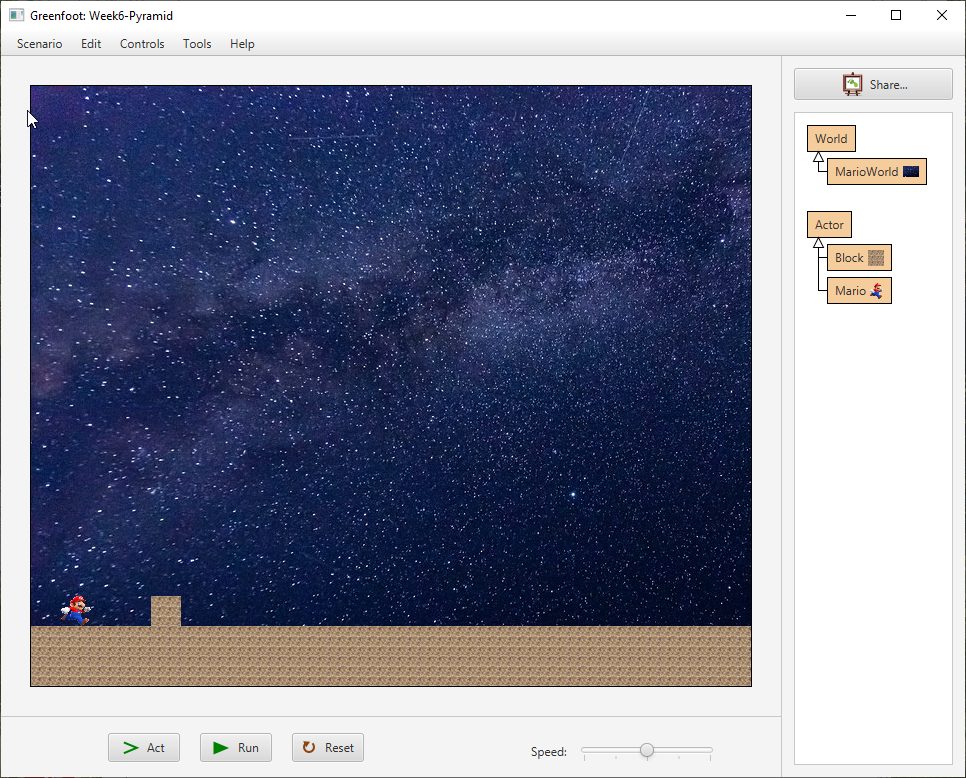 Greenfoot: Week6-Pyramid
Scenario Edit Controls Tools Help
Share...
World
MarioWorld
Actor
Block
Mario
Act Run Reset Speed: